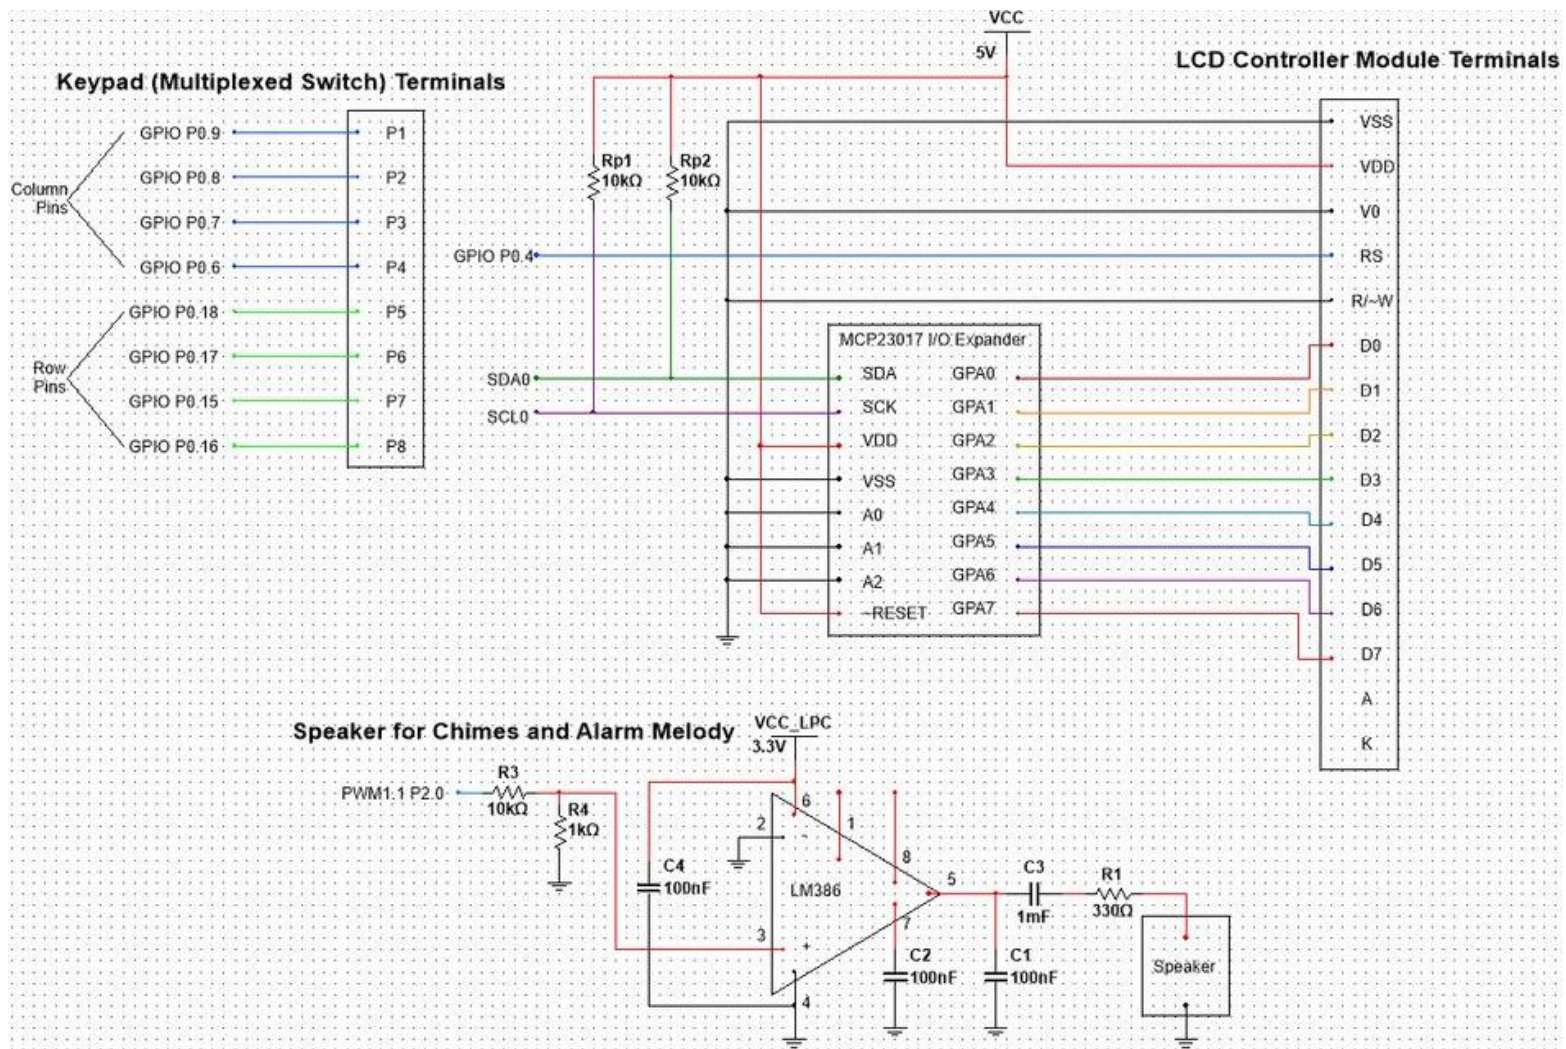 VCC
5V
LCD Controller Module Terminals
Keypad (Multiplexed Switch) Terminals
GPIO P0.9 P1
GPIO P0.8 P2
GPIO P0.7 P3
GPIO P0.6 P4
Column
Pins
GPIO P0.18 P5
GPIO P0.17 P6
GPIO P0.15 P7
GPIO P0.16 P8
Row
Pins
Rp1
10kΩ
Rp2
10kΩ
GPIO P0.4
SDA0
SCL0
MCP23017 I/O Expander
SDA GPA0
SCK GPA1
VDD GPA2
VSS GPA3
A0 GPA4
A1 GPA5
A2 GPA6
~RESET GPA7
VSS
VDD
V0
RS
R/~W
D0
D1
D2
D3
D4
D5
D6
D7
A
K
Speaker for Chimes and Alarm Melody
VCC_LPC
3.3V
PWM1.1 P2.0
R3
10kΩ
R4
1kΩ
C4
100nF
6
2
~
1
8
LM386
5
3
+
7
4
C2
100nF
C1
100nF
C3
1mF
R1
330Ω
Speaker